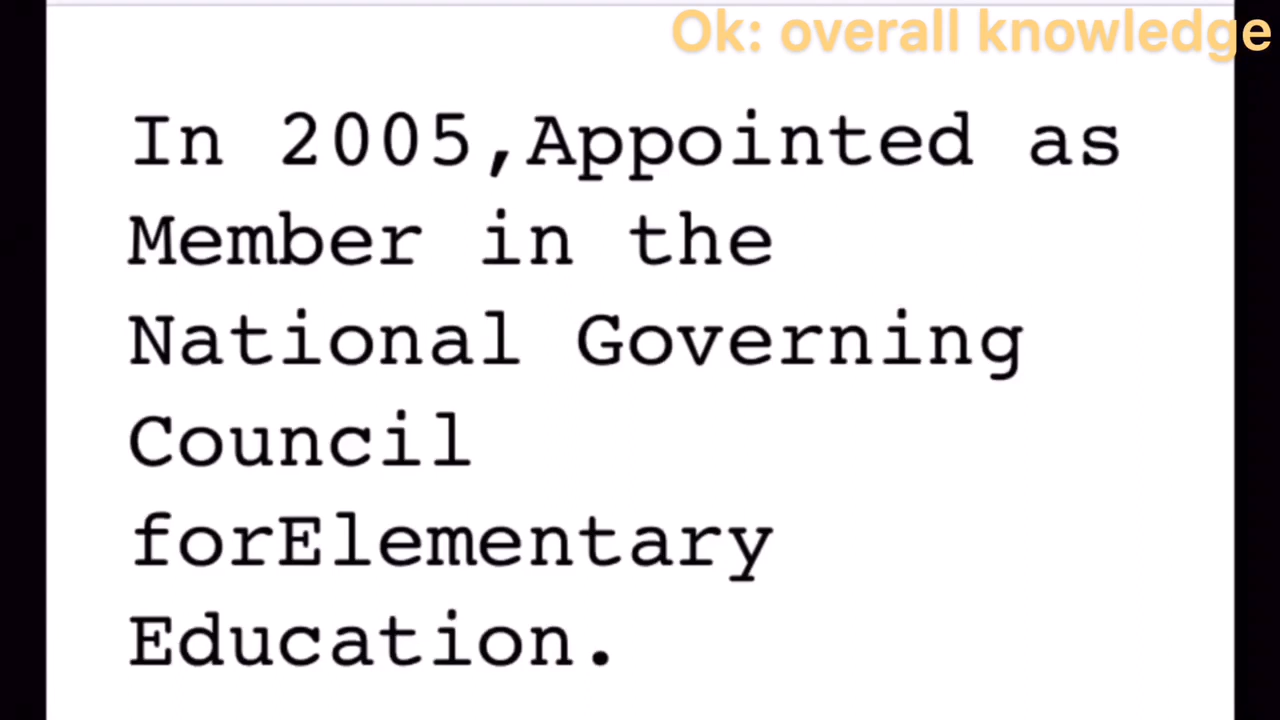 Ok: overall knowledge
In 2005,Appointed as
Member in the
National Governing
Council
forElementary
Education.